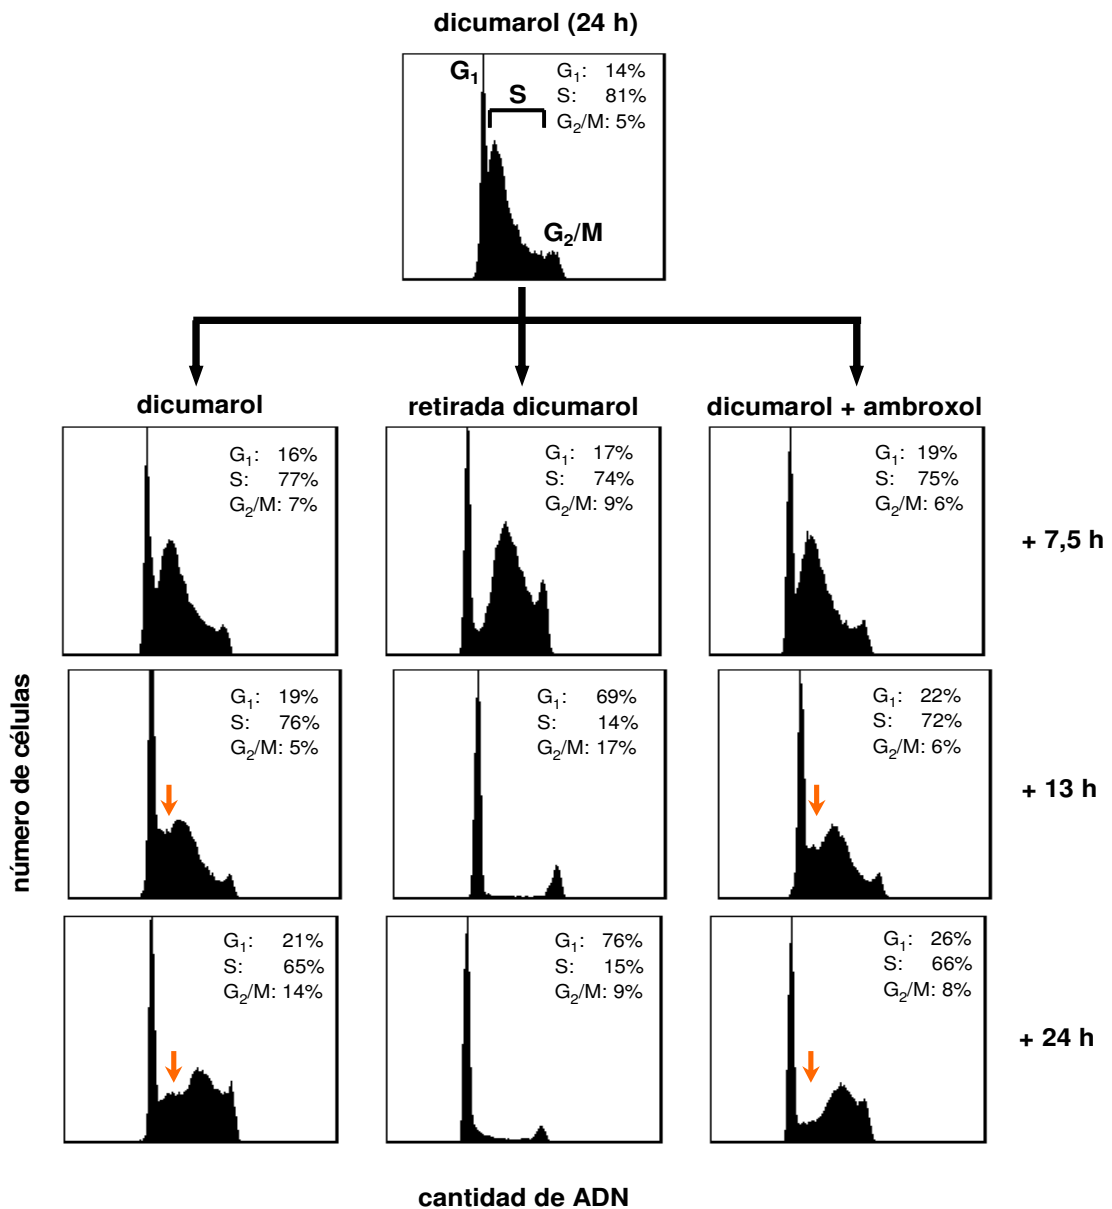 dicumarol (24 h)
G₁
S
G₂/M
G₁: 14%
S: 81%
G₂/M: 5%
dicumarol
retirada dicumarol
dicumarol + ambroxol
G₁: 16%
S: 77%
G₂/M: 7%
G₁: 17%
S: 74%
G₂/M: 9%
G₁: 19%
S: 75%
G₂/M: 6%
+ 7,5 h
G₁: 19%
S: 76%
G₂/M: 5%
G₁: 69%
S: 14%
G₂/M: 17%
G₁: 22%
S: 72%
G₂/M: 6%
+ 13 h
G₁: 21%
S: 65%
G₂/M: 14%
G₁: 76%
S: 15%
G₂/M: 9%
G₁: 26%
S: 66%
G₂/M: 8%
+ 24 h
número de células
cantidad de ADN